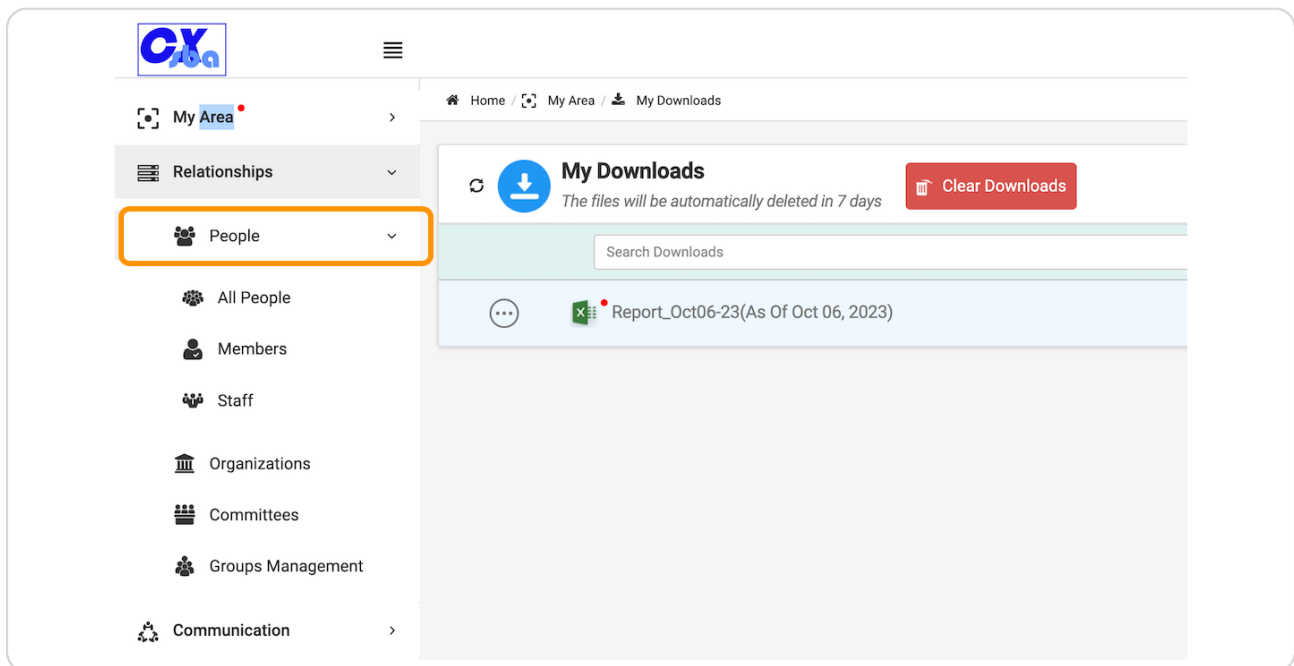 CX
sba
My Area
Home / My Area / My Downloads
Relationships
My Downloads
The files will be automatically deleted in 7 days
Clear Downloads
People
Search Downloads
All People
Report_Oct06-23(As Of Oct 06, 2023)
Members
Staff
Organizations
Committees
Groups Management
Communication